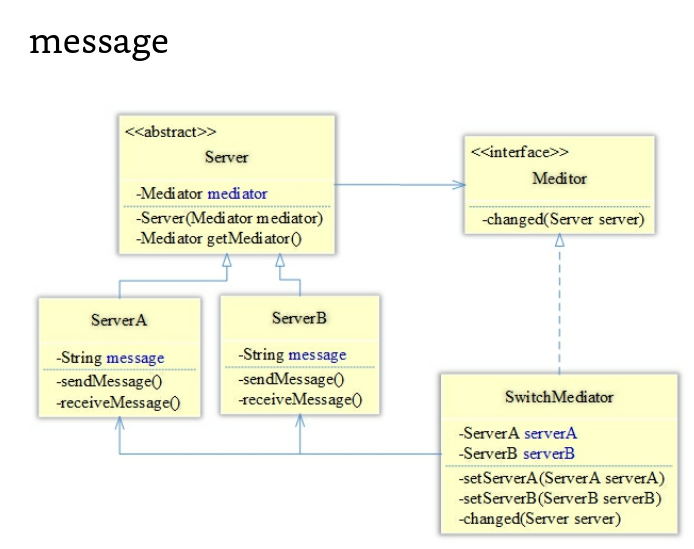 message
<<abstract>>
Server
-Mediator mediator
-Server(Mediator mediator)
-Mediator getMediator()
<<interface>>
Meditor
-changed(Server server)
ServerA
-String message
-sendMessage()
-receiveMessage()
ServerB
-String message
-sendMessage()
-receiveMessage()
SwitchMediator
-ServerA serverA
-ServerB serverB
-setServerA(ServerA serverA)
-setServerB(ServerB serverB)
-changed(Server server)